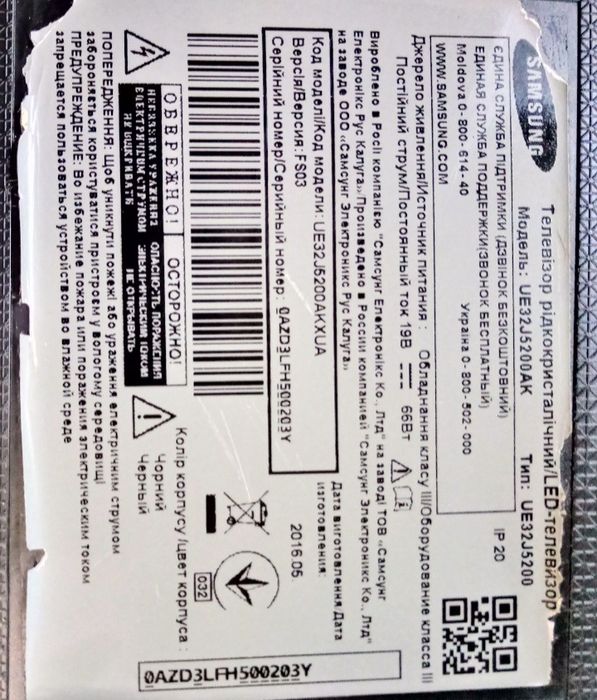 SAMSUNG
Телевізор рідкокристалічний/LED-телевизор
Модель: UE32J5200AK Тип: UE32J5200
ЄДИНА СЛУЖБА ПІДТРИМКИ (ДЗВІНОК БЕЗКОШТОВНИЙ)
ЕДИНАЯ СЛУЖБА ПОДДЕРЖКИ(ЗВОНОК БЕСПЛАТНЫЙ)
Moldova 0-800-614-40 Україна 0-800-502-000
WWW.SAMSUNG.COM
IP 20
Джерело живлення/Источник питания : Обладнання класу III/Оборудование класса III
Постійний струм/Постоянный ток 19В 66Вт
Вироблено в Росії компанією "Самсунг Електронікс Ко., Лтд" на заводі ТОВ «Самсунг
Електронікс Рус Калуга»/Произведено в России компанией "Самсунг Электроникс Ко., Лтд"
на заводе ООО «Самсунг Электроникс Рус Калуга»
Код моделі/Код модели: UE32J5200AKXUA
Версія/Версия: FS03
Серійний номер/Серийный номер: 0AZD3LFH500203Y
Дата виготовлення/Дата
изготовления:
2016.05
032
ОБЕРЕЖНО!
НЕБЕЗПЕКА УРАЖЕННЯ
ЕЛЕКТРИЧНИМ СТРУМОМ
НЕ ВІДКРИВАТЬ
ОСТОРОЖНО!
ОПАСНОСТЬ ПОРАЖЕНИЯ
ЭЛЕКТРИЧЕСКИМ ТОКОМ
НЕ ОТКРЫВАТЬ
Колір корпусу/Цвет корпуса :
Чорний
Черный
ПОПЕРЕДЖЕННЯ: Щоб уникнути пожежі або ураження електричним струмом
забороняється користуватися пристроєм у вологому середовищі
ПРЕДУПРЕЖДЕНИЕ: Во избежание пожара или поражения электрическим током
запрещается пользоваться устройством во влажной среде
0AZD3LFH500203Y